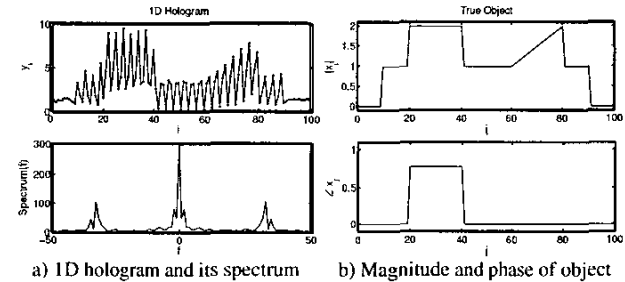 1D Hologram
10
5
0
y_i
0 20 40 60 80 100
i
300
200
100
0
Spectrum(f)
-50 0 50
f
a) 1D hologram and its spectrum
True Object
2
1.5
1
0.5
0
|x_i|
0 20 40 60 80 100
i
1
0.5
0
∠ x_i
0 20 40 60 80 100
i
b) Magnitude and phase of object